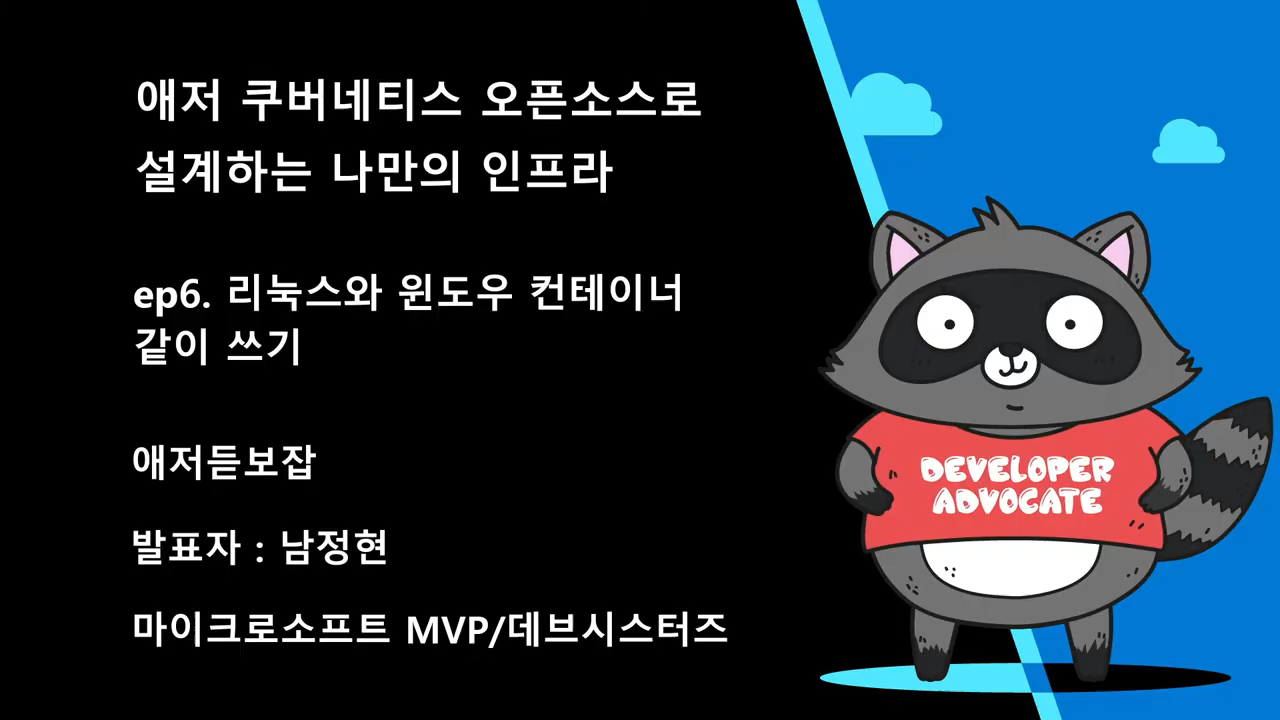 애저 쿠버네티스 오픈소스로
설계하는 나만의 인프라
ep6. 리눅스와 윈도우 컨테이너
같이 쓰기
애저듣보잡
발표자 : 남정현
마이크로소프트 MVP/데브시스터즈
DEVELOPER
ADVOCATE